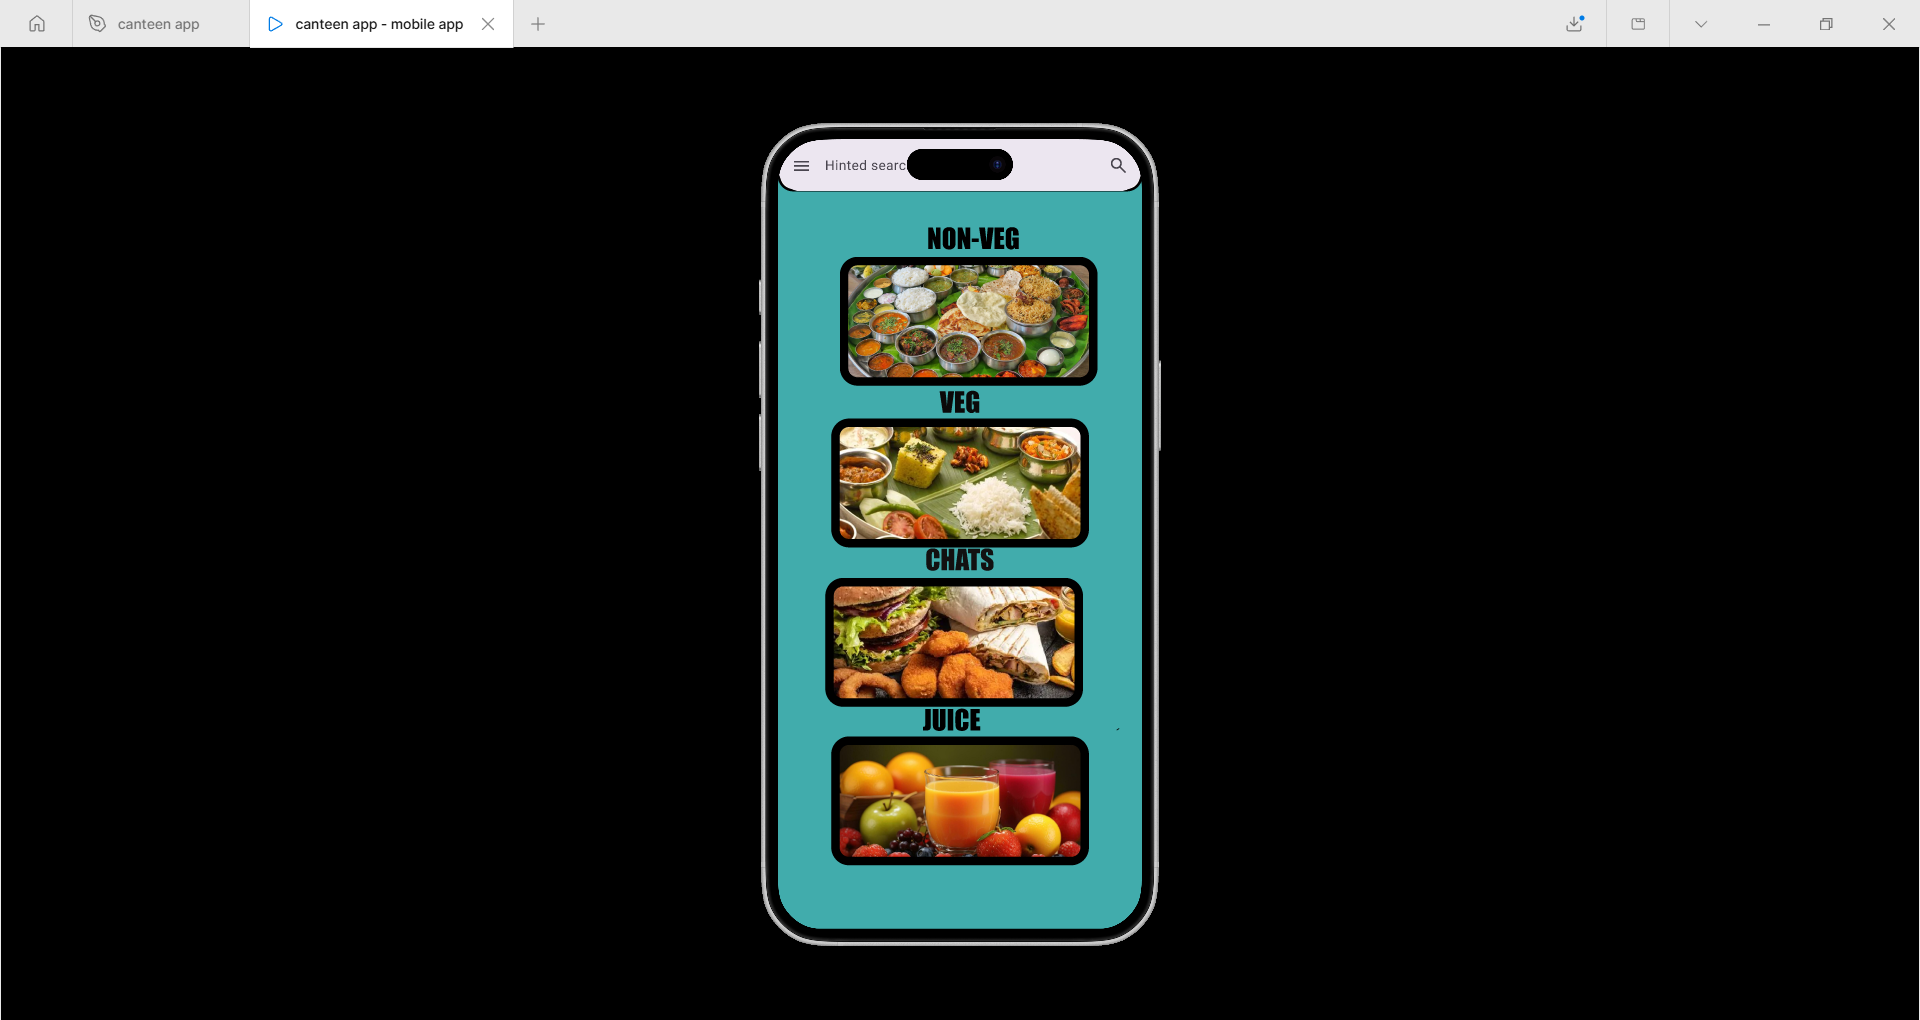 canteen app
canteen app - mobile app
Hinted searc
NON-VEG
VEG
CHATS
JUICE